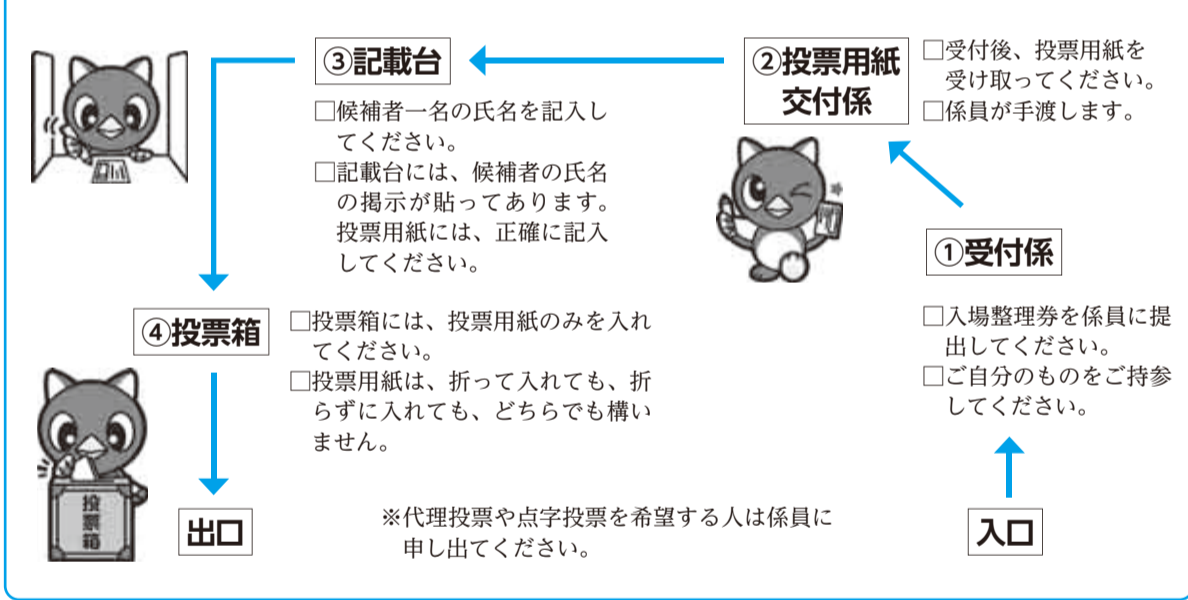 ③記載台
□候補者一名の氏名を記入し
てください。
□記載台には、候補者の氏名
の掲示が貼ってあります。
投票用紙には、正確に記入
してください。
②投票用紙
交付係
□受付後、投票用紙を
受け取ってください。
□係員が手渡します。
①受付係
□入場整理券を係員に提
出してください。
□ご自分のものをご持参
してください。
④投票箱
□投票箱には、投票用紙のみを入れ
てください。
□投票用紙は、折って入れても、折
らずに入れても、どちらでも構い
ません。
投票箱
出口
※代理投票や点字投票を希望する人は係員に
申し出てください。
入口